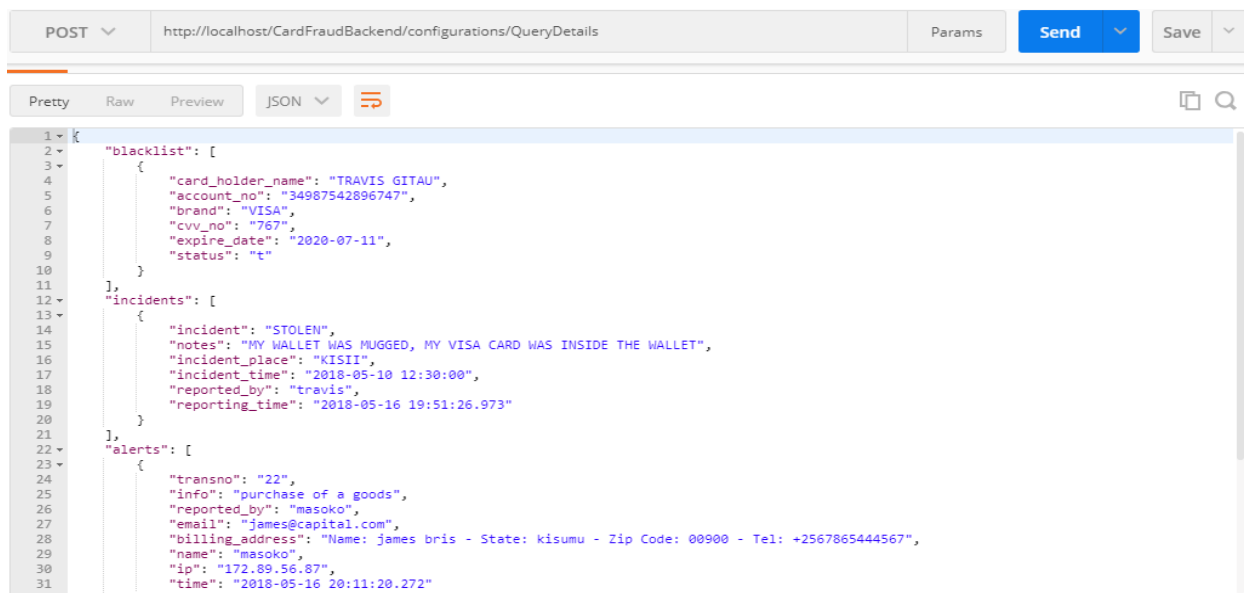 POST http://localhost/CardFraudBackend/configurations/QueryDetails Params Send Save
Pretty Raw Preview JSON
1 {
2 "blacklist": [
3 {
4 "card_holder_name": "TRAVIS GITAU",
5 "account_no": "34987542896747",
6 "brand": "VISA",
7 "cvv_no": "767",
8 "expire_date": "2020-07-11",
9 "status": "t"
10 }
11 ],
12 "incidents": [
13 {
14 "incident": "STOLEN",
15 "notes": "MY WALLET WAS MUGGED, MY VISA CARD WAS INSIDE THE WALLET",
16 "incident_place": "KISII",
17 "incident_time": "2018-05-10 12:30:00",
18 "reported_by": "travis",
19 "reporting_time": "2018-05-16 19:51:26.973"
20 }
21 ],
22 "alerts": [
23 {
24 "transno": "22",
25 "info": "purchase of a goods",
26 "reported_by": "masoko",
27 "email": "james@capital.com",
28 "billing_address": "Name: james bris - State: kisumu - Zip Code: 00900 - Tel: +2567865444567",
29 "name": "masoko",
30 "ip": "172.89.56.87",
31 "time": "2018-05-16 20:11:20.272"